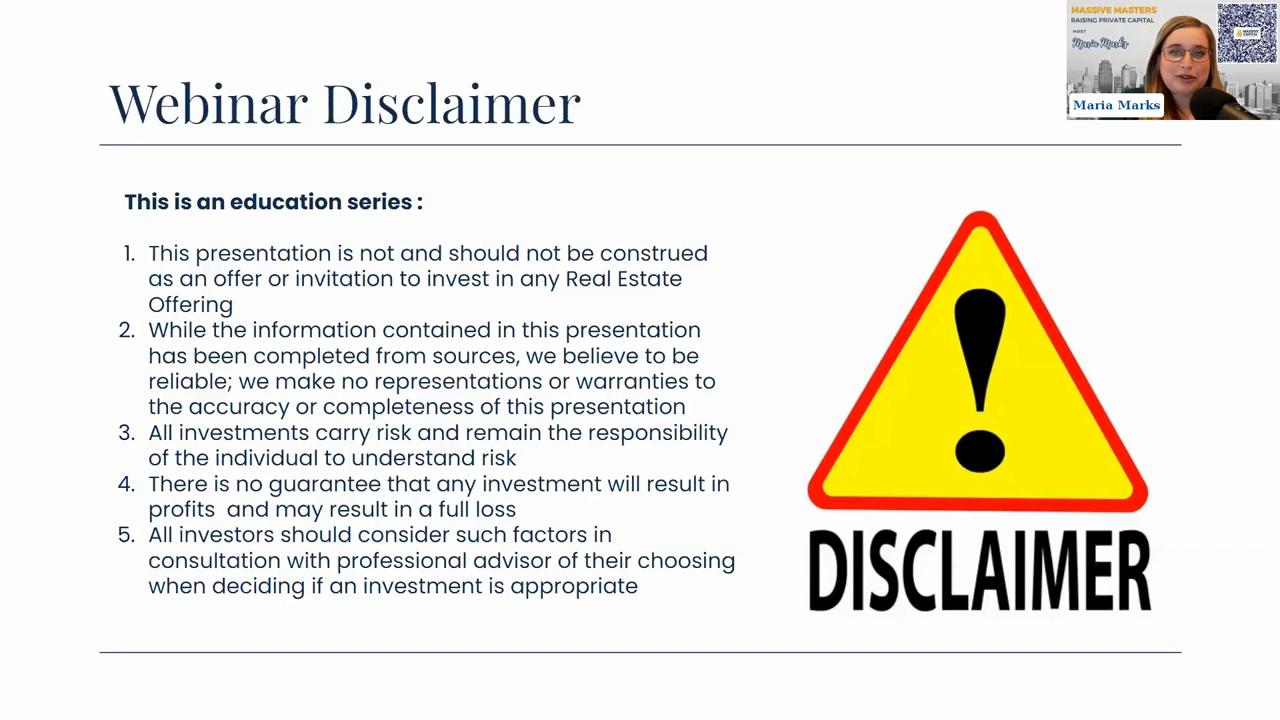 MASSIVE MASTERS
RAISING PRIVATE CAPITAL
HOST
Maria Marks
MASSIVE
CAPITAL
Maria Marks
Webinar Disclaimer
This is an education series :
1. This presentation is not and should not be construed
as an offer or invitation to invest in any Real Estate
Offering
2. While the information contained in this presentation
has been completed from sources, we believe to be
reliable; we make no representations or warranties to
the accuracy or completeness of this presentation
3. All investments carry risk and remain the responsibility
of the individual to understand risk
4. There is no guarantee that any investment will result in
profits  and may result in a full loss
5. All investors should consider such factors in
consultation with professional advisor of their choosing
when deciding if an investment is appropriate
!
DISCLAIMER